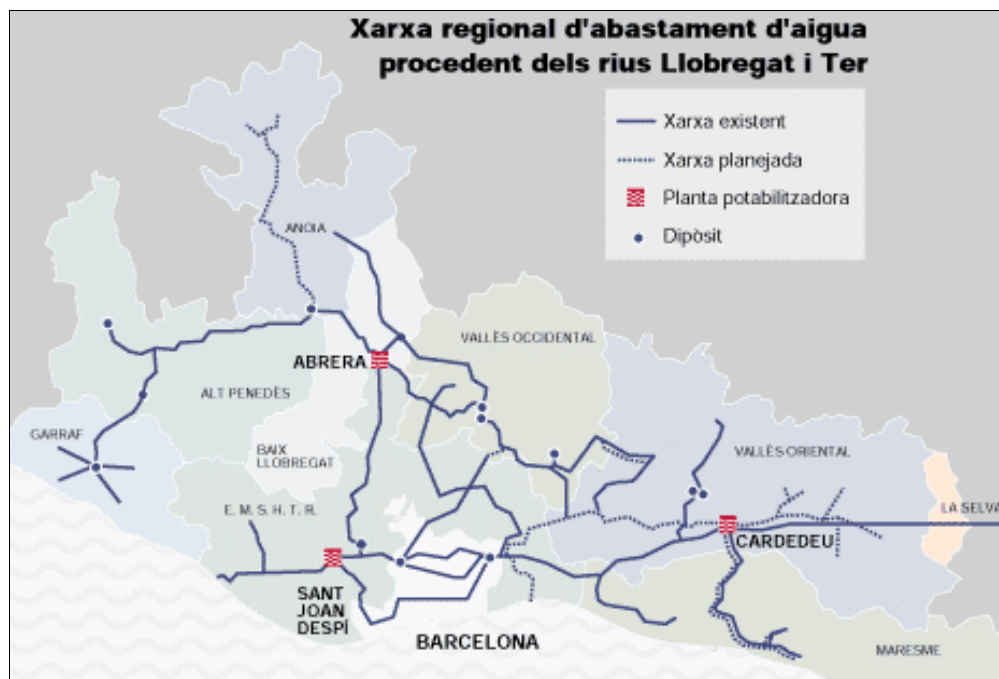 Xarxa regional d'abastament d'aigua
procedent dels rius Llobregat i Ter
Xarxa existent
Xarxa planejada
Planta potabilitzadora
Dipòsit
ANOIA
VALLÈS OCCIDENTAL
ABRERA
ALT PENEDÈS
GARRAF
BAIX
LLOBREGAT
VALLÈS ORIENTAL
E. M. S. H. T. R.
LA SELVA
CARDEDEU
SANT
JOAN
DESPÍ
BARCELONA
MARESME